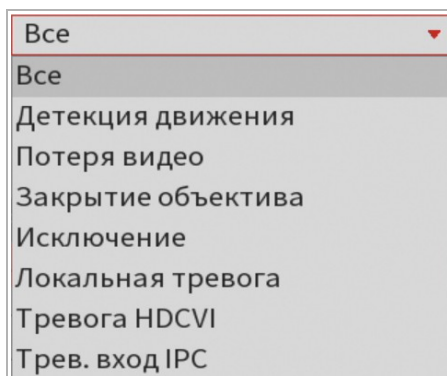 Все
Все
Детекция движения
Потеря видео
Закрытие объектива
Исключение
Локальная тревога
Тревога HDCVI
Трев. вход IPC